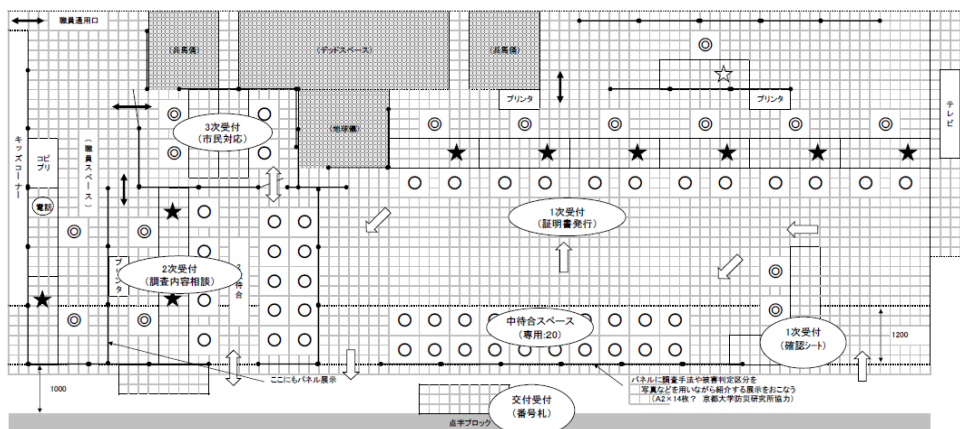 職員通用口
(兵馬俑)
(デッドスペース)
(兵馬俑)
プリンタ
プリンタ
テレビ
3次受付
(市民対応)
(地球儀)
キッズコーナー
コピ
プリ
(職員スペース)
電話
1次受付
(証明書発行)
2次受付
(調査内容相談)
待合
中待合スペース
(専用:20)
1次受付
(確認シート)
1200
1000
ここにもパネル展示
パネルに調査手法や被害判定区分を
写真などを用いながら紹介する展示をおこなう
(A2×14枚? 京都大学防災研究所協力)
交付受付
(番号札)
点字ブロック